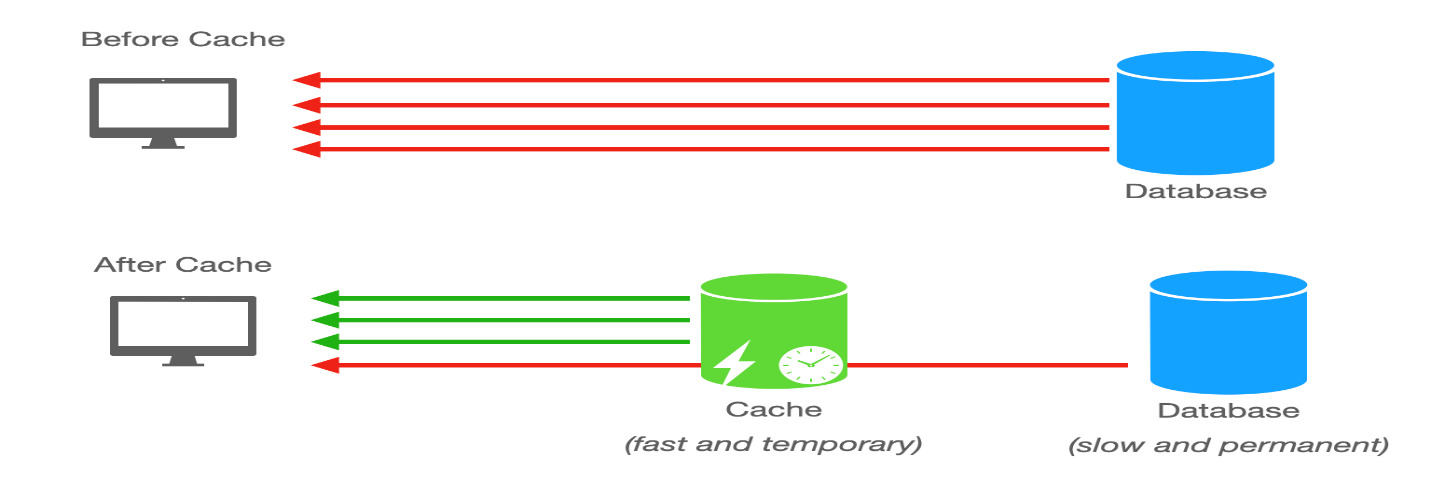 Before Cache
Database
After Cache
Cache
(fast and temporary)
Database
(slow and permanent)